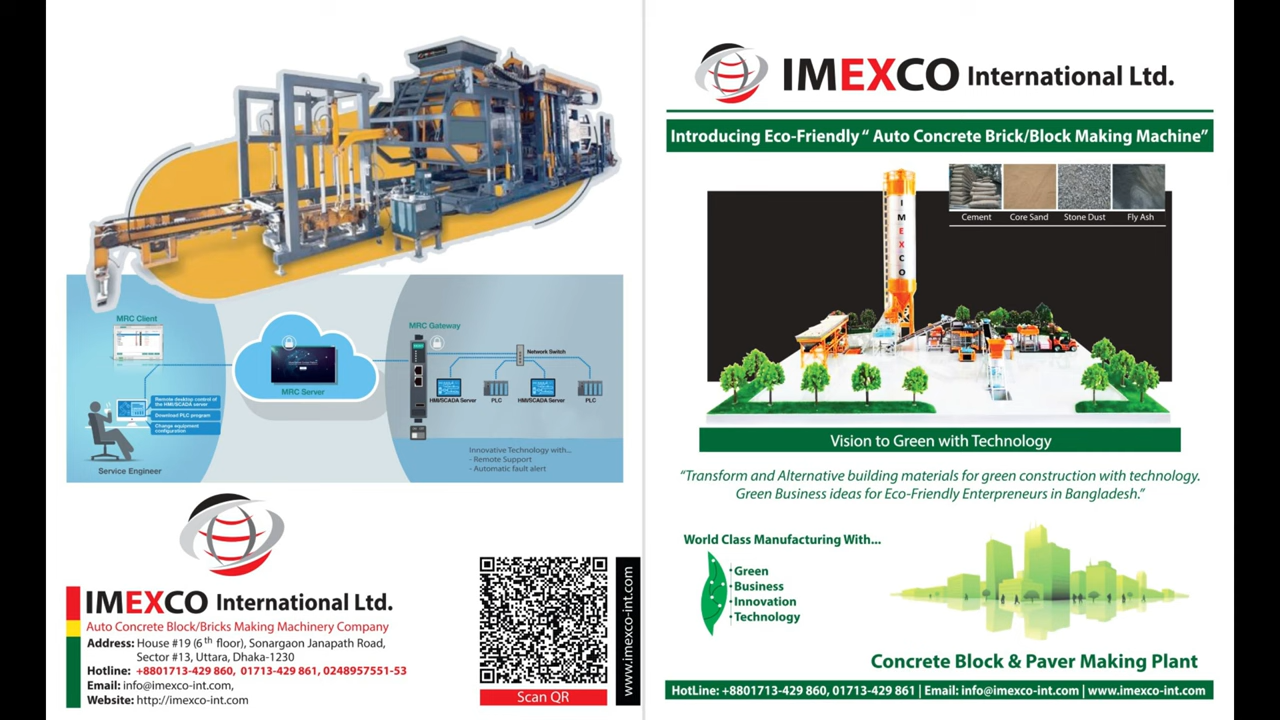 MRC Client
MRC Gateway
Network Switch
MRC Server
HMI/SCADA Server
PLC
HMI/SCADA Server
PLC
Remote desktop control of
the HMI/SCADA server
Download PLC program
Change equipment
configuration
Service Engineer
Innovative Technology with...
- Remote Support
- Automatic fault alert
IMEXCO International Ltd.
Auto Concrete Block/Bricks Making Machinery Company
Address: House #19 (6th floor), Sonargaon Janapath Road,
Sector #13, Uttara, Dhaka-1230
Hotline: +8801713-429 860, 01713-429 861, 0248957551-53
Email: info@imexco-int.com,
Website: http://imexco-int.com
Scan QR
www.imexco-int.com
IMEXCO International Ltd.
Introducing Eco-Friendly “ Auto Concrete Brick/Block Making Machine”
Cement
Core Sand
Stone Dust
Fly Ash
IMEXCO
Vision to Green with Technology
“Transform and Alternative building materials for green construction with technology.
Green Business ideas for Eco-Friendly Enterpreneurs in Bangladesh.”
World Class Manufacturing With...
Green
Business
Innovation
Technology
Concrete Block & Paver Making Plant
HotLine: +8801713-429 860, 01713-429 861 | Email: info@imexco-int.com | www.imexco-int.com